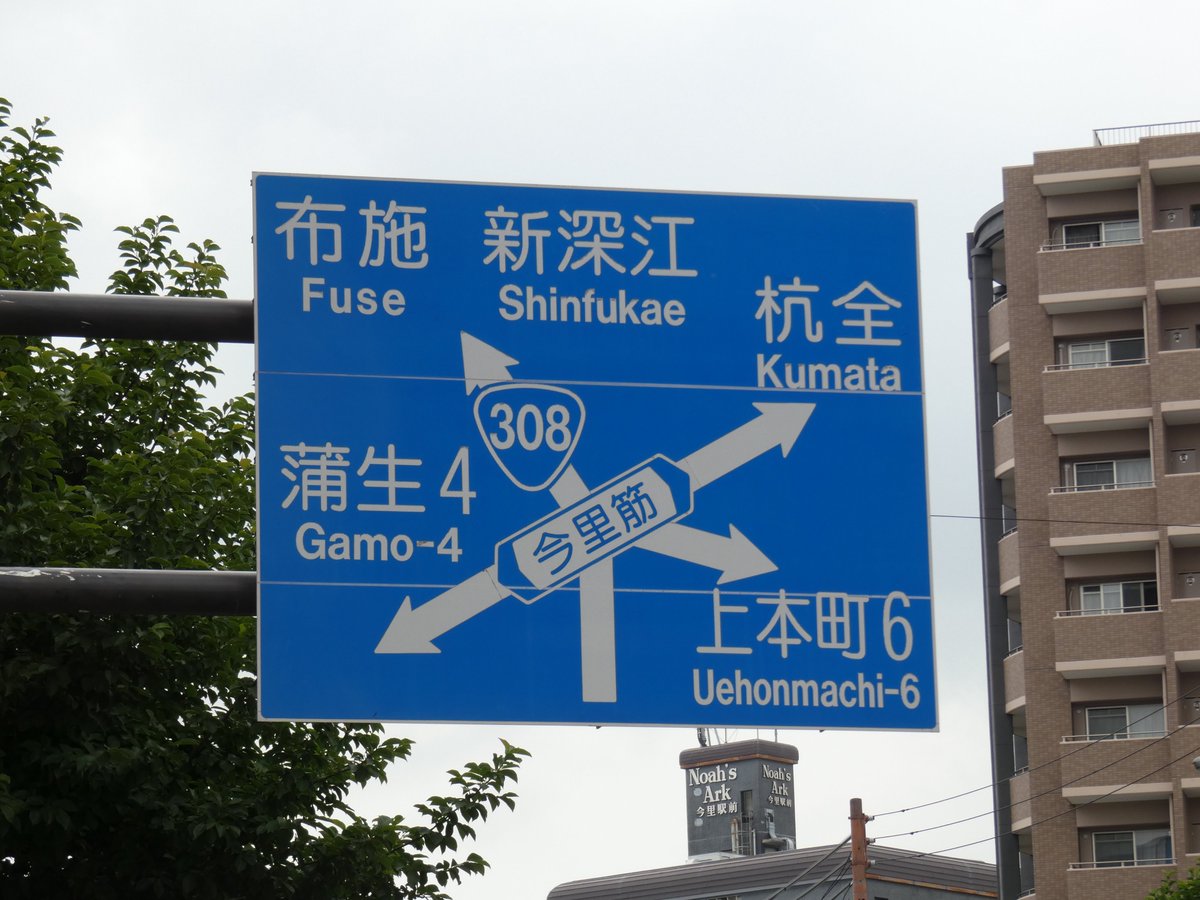 布施
Fuse
新深江
Shinfukae
杭全
Kumata
308
蒲生4
Gamo-4
今里筋
上本町6
Uehonmachi-6
Noah's
Ark
今里駅前
Noah's
Ark
今里駅前